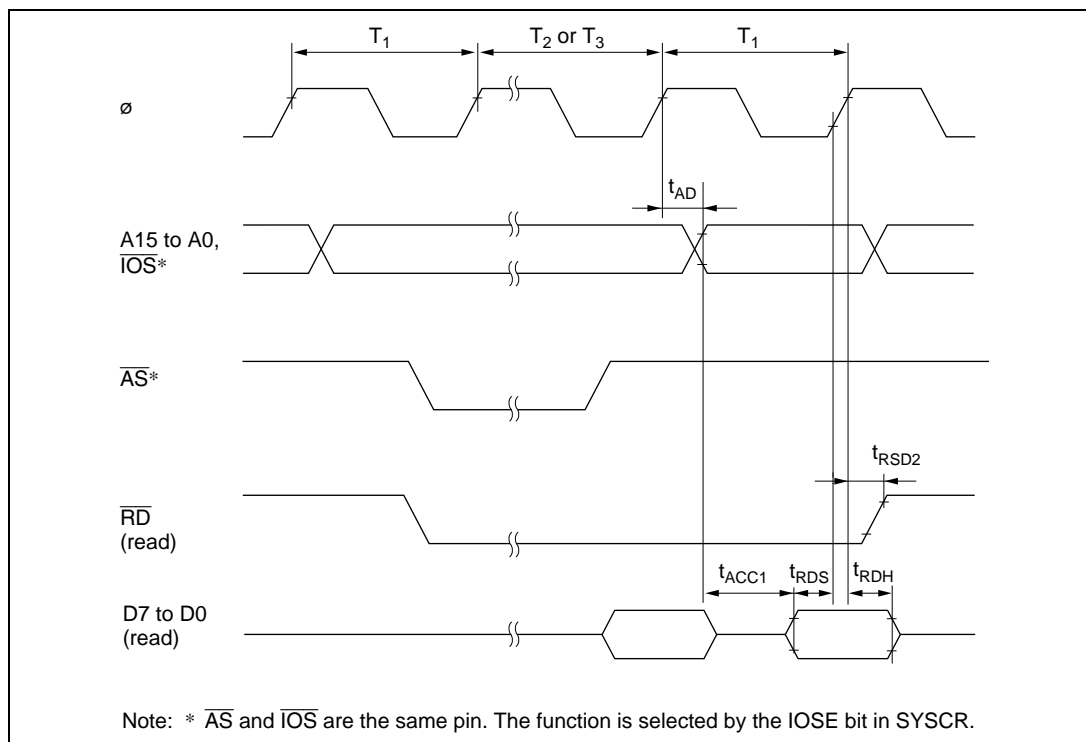 T1 T2 or T3 T1
ø
tAD
A15 to A0,
IOS*
AS*
tRSD2
RD
(read)
tACC1 tRDS tRDH
D7 to D0
(read)
Note: * AS and IOS are the same pin. The function is selected by the IOSE bit in SYSCR.